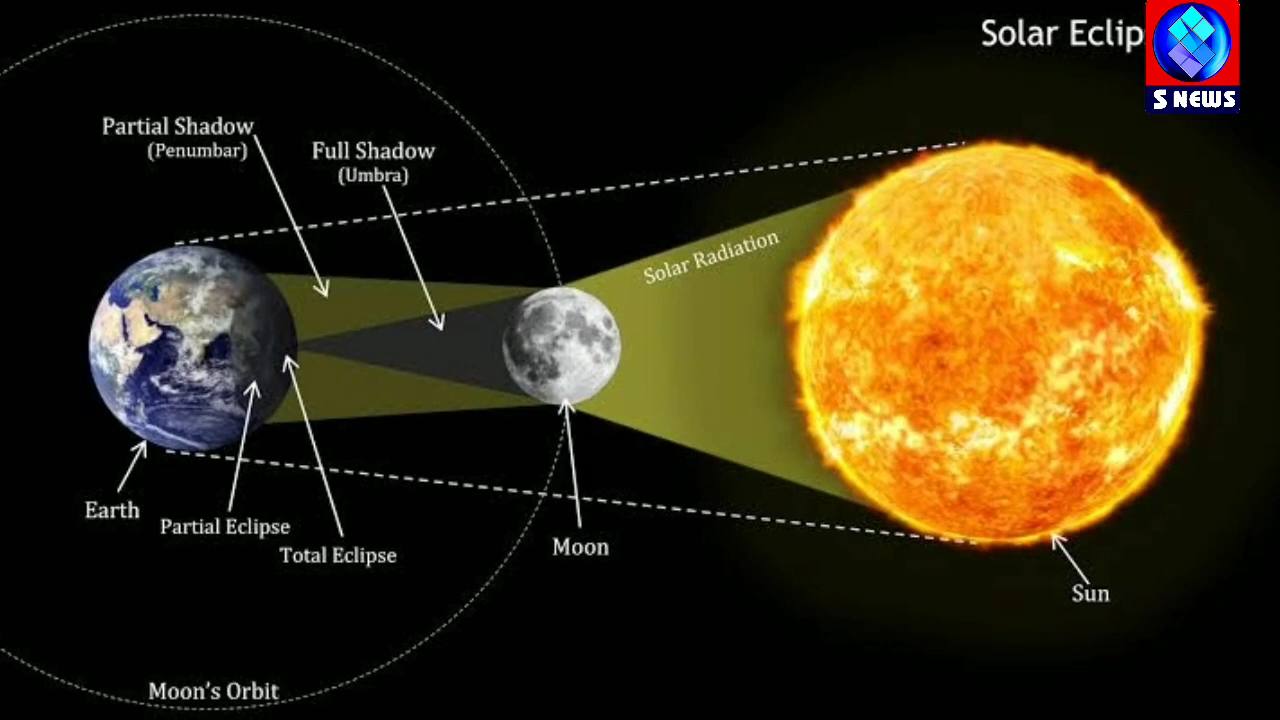 Solar Eclip
S NEWS
Partial Shadow
(Penumbar)
Full Shadow
(Umbra)
Solar Radiation
Earth
Partial Eclipse
Total Eclipse
Moon
Sun
Moon's Orbit